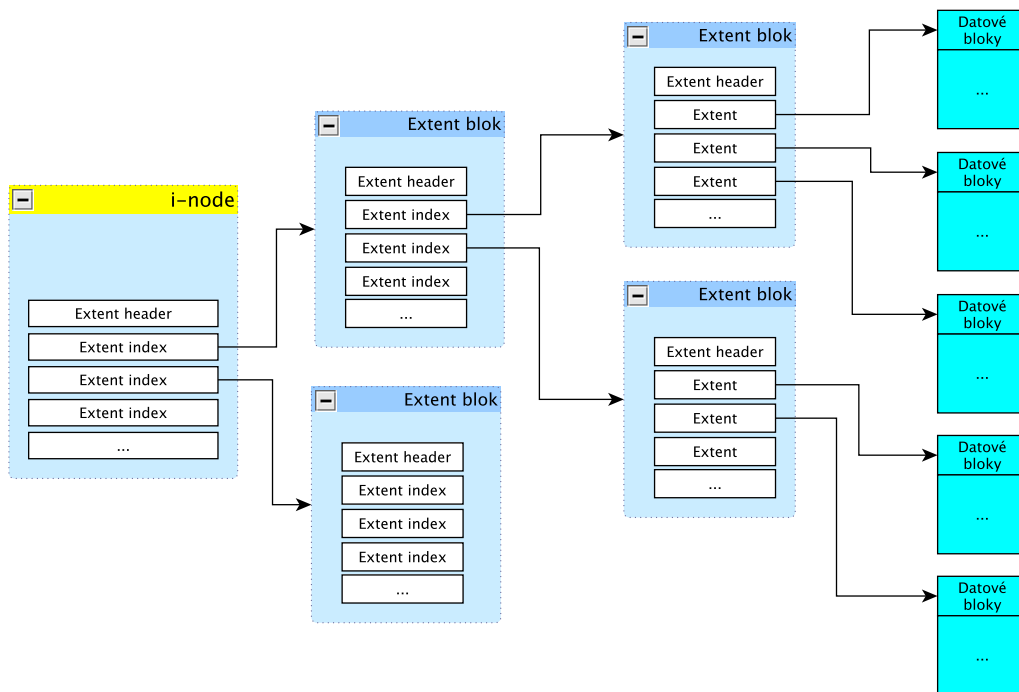 i-node
Extent header
Extent index
Extent index
Extent index
...
Extent blok
Extent header
Extent index
Extent index
Extent index
...
Extent blok
Extent header
Extent index
Extent index
Extent index
...
Extent blok
Extent header
Extent
Extent
Extent
...
Extent blok
Extent header
Extent
Extent
Extent
...
Datové
bloky
...
Datové
bloky
...
Datové
bloky
...
Datové
bloky
...
Datové
bloky
...